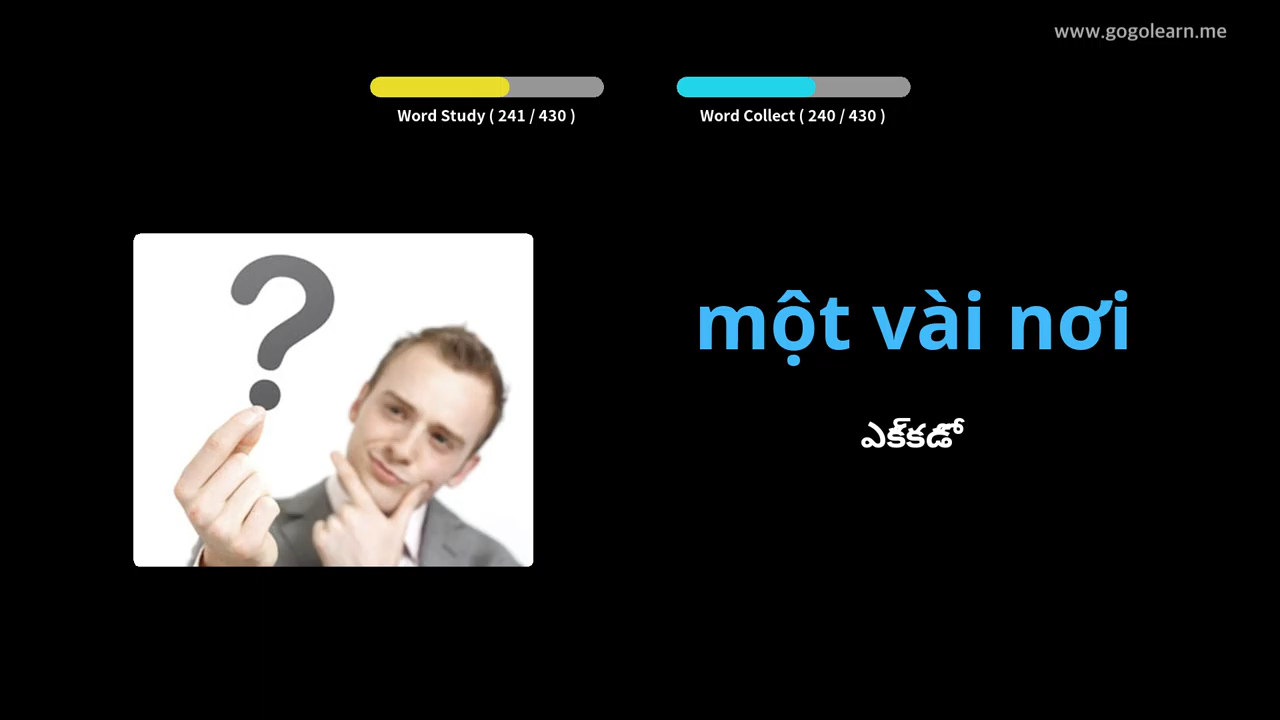 www.gogolearn.me
Word Study ( 241 / 430 )
Word Collect ( 240 / 430 )
một vài nơi
ఎక్కడో